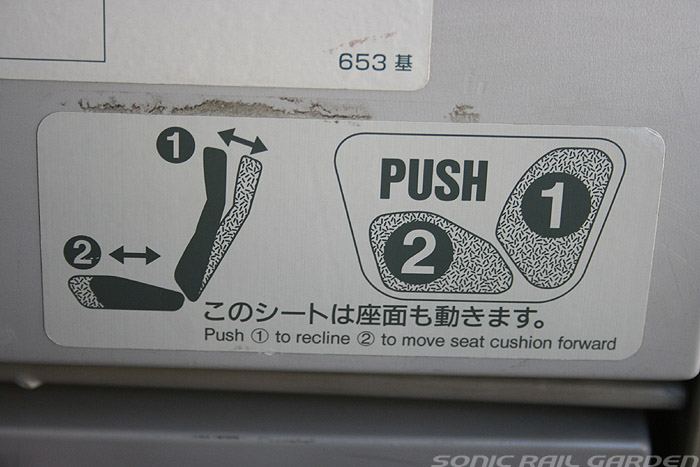 653 基
1
PUSH
1
2
2
このシートは座面も動きます。
Push ① to recline ② to move seat cushion forward
SONIC RAIL GARDEN